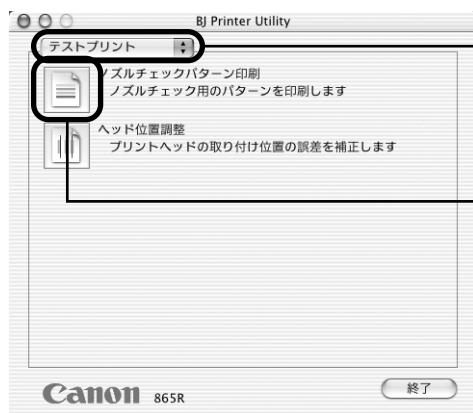 BJ Printer Utility
テストプリント
ノズルチェックパターン印刷
ノズルチェック用のパターンを印刷します
ヘッド位置調整
プリントヘッドの取り付け位置の誤差を補正します
Canon 865R
終了